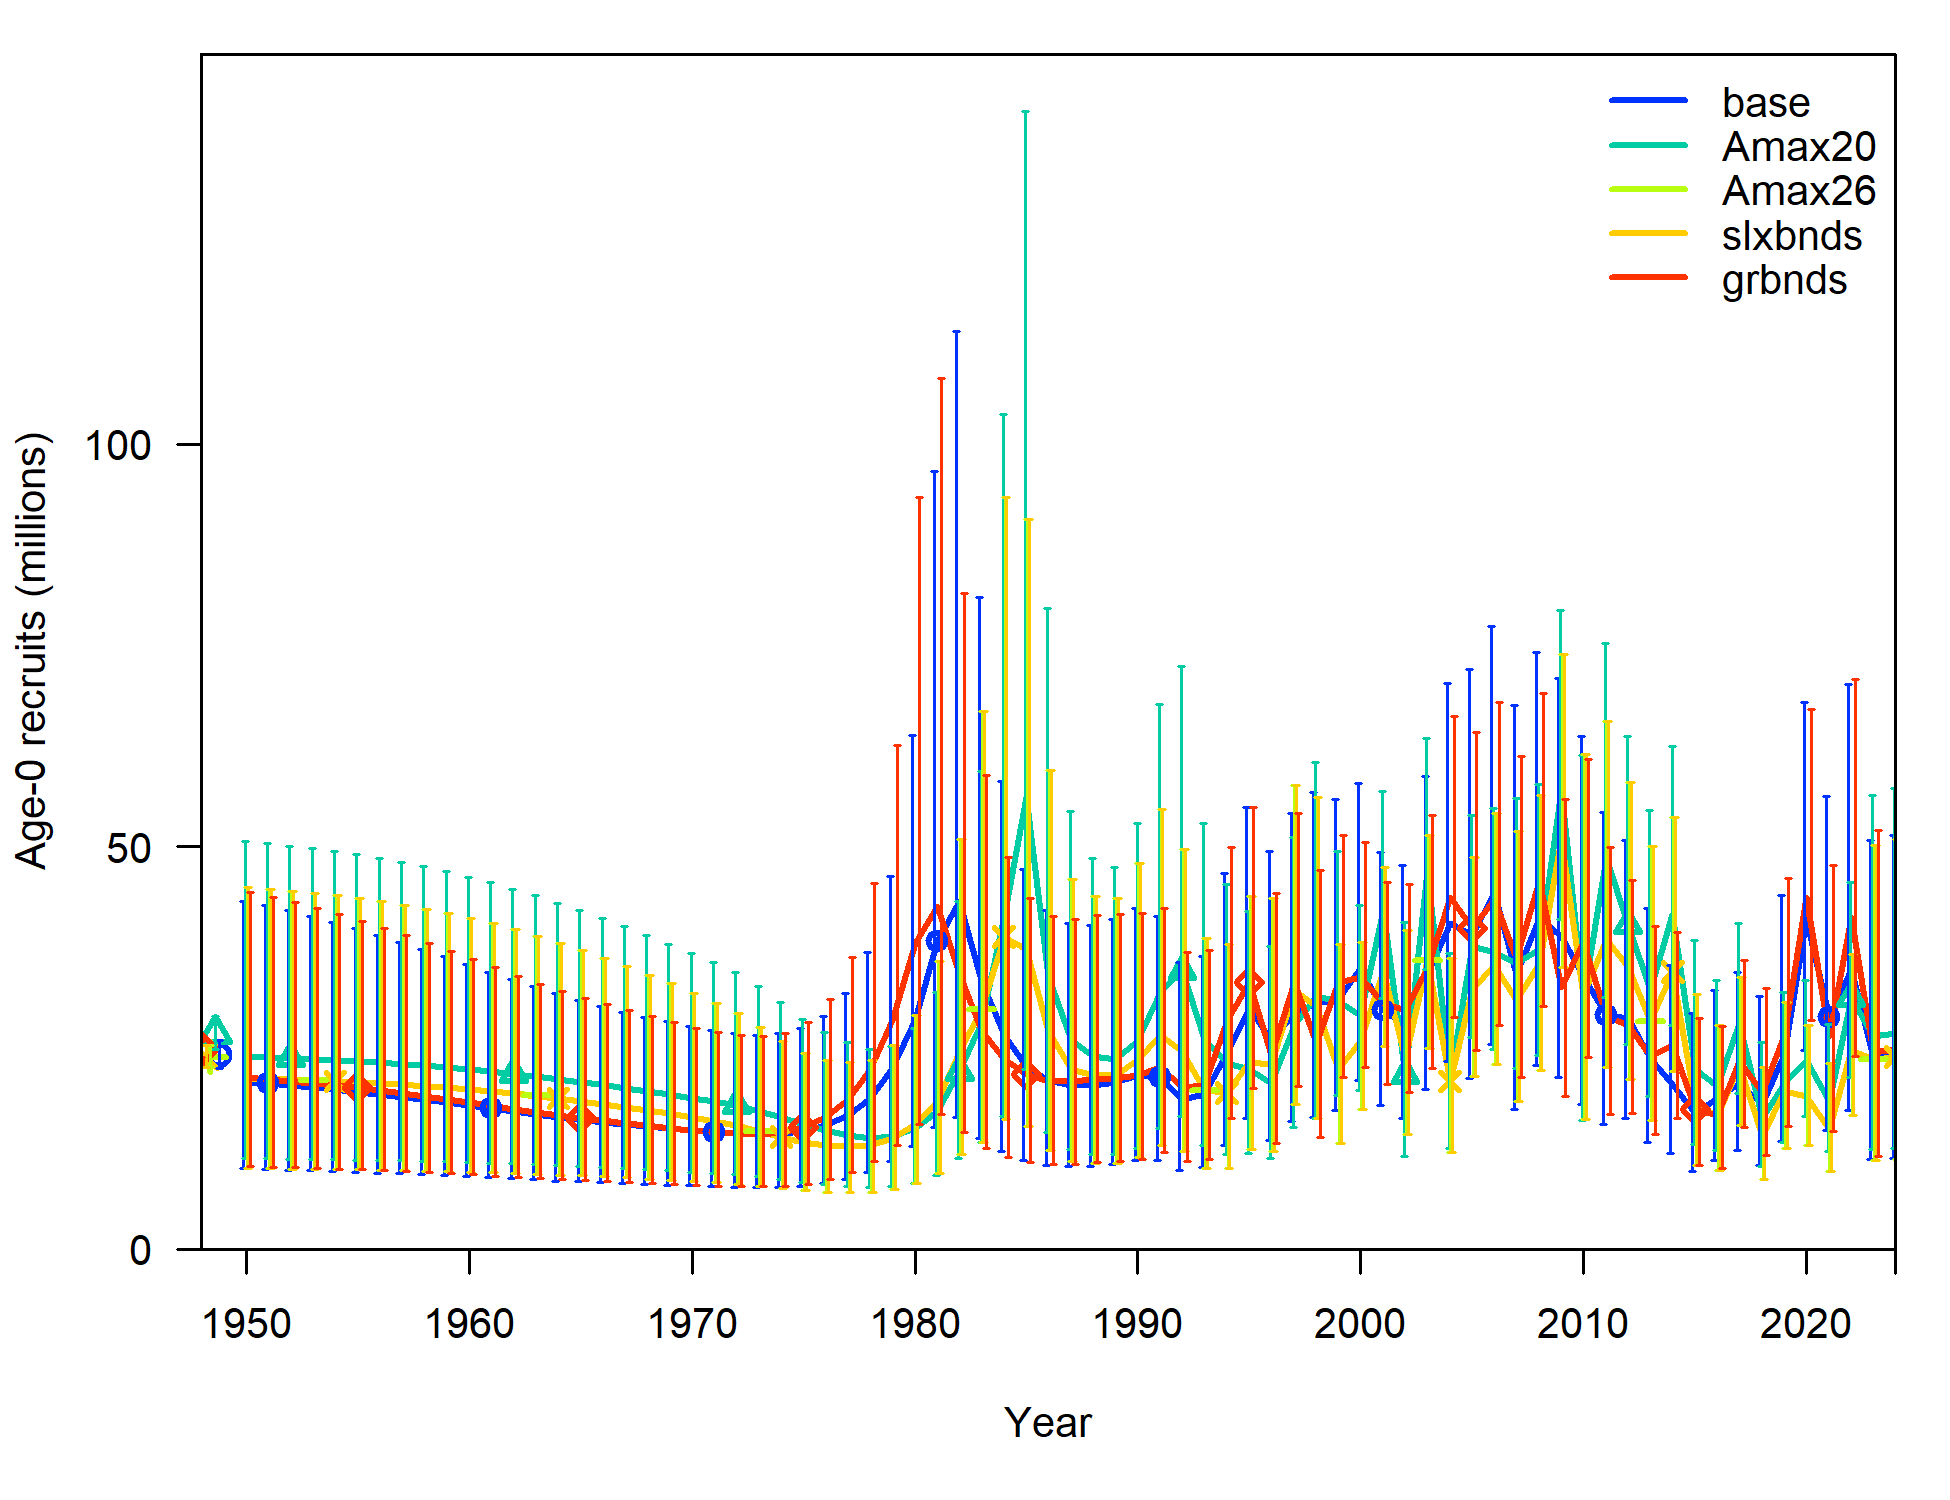 base
Amax20
Amax26
slxbnds
grbnds
Age-0 recruits (millions)
100
50
0
1950 1960 1970 1980 1990 2000 2010 2020
Year